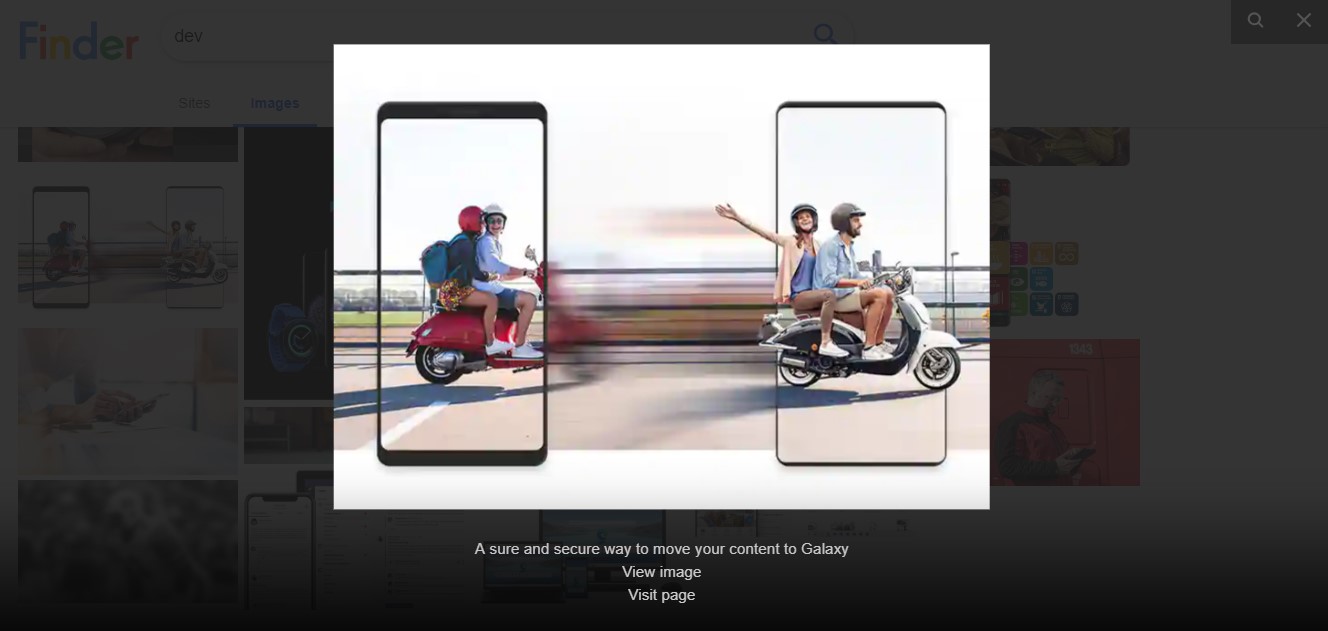 Finder
dev
Sites
Images
1043
A sure and secure way to move your content to Galaxy
View image
Visit page